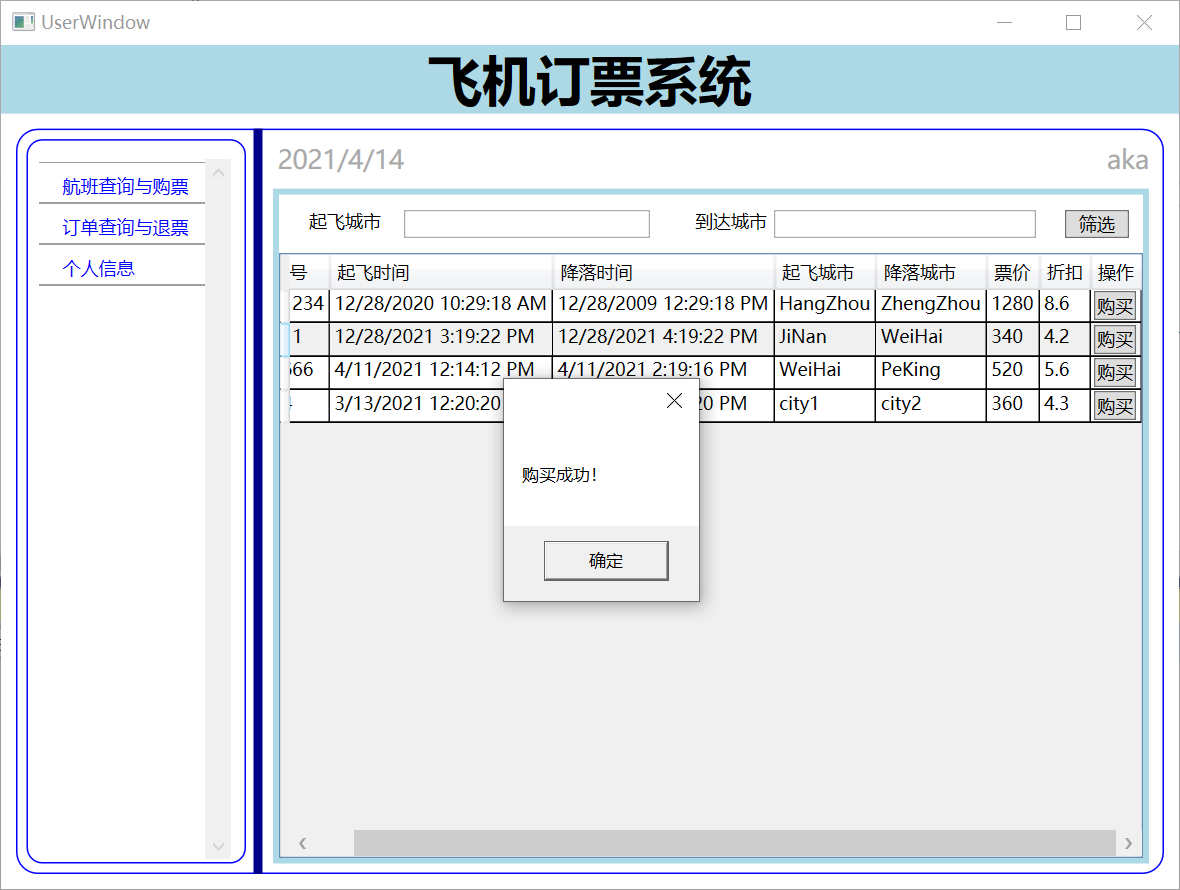 UserWindow
飞机订票系统
2021/4/14
aka
航班查询与购票
订单查询与退票
个人信息
起飞城市
到达城市
筛选
号 起飞时间 降落时间 起飞城市 降落城市 票价 折扣 操作
234 12/28/2020 10:29:18 AM 12/28/2009 12:29:18 PM HangZhou ZhengZhou 1280 8.6 购买
1 12/28/2021 3:19:22 PM 12/28/2021 4:19:22 PM JiNan WeiHai 340 4.2 购买
66 4/11/2021 12:14:12 PM 4/11/2021 2:19:16 PM WeiHai PeKing 520 5.6 购买
3/13/2021 12:20:20 20 PM city1 city2 360 4.3 购买
购买成功!
确定